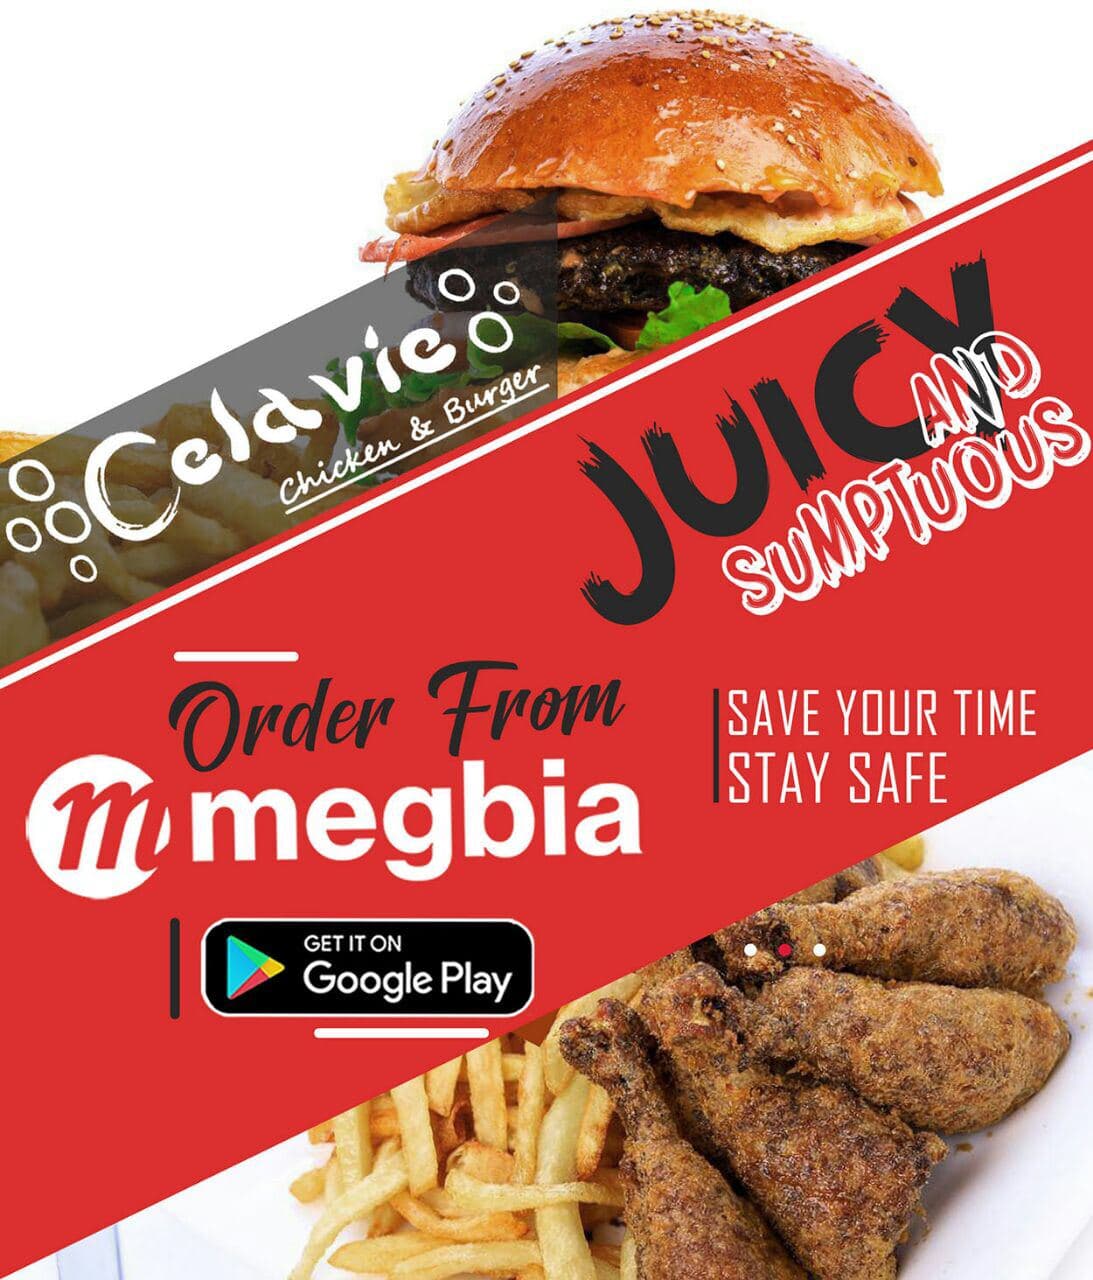 Celavie
Chicken & Burger
JUICY
AND
SUMPTUOUS
Order From
m megbia
SAVE YOUR TIME
STAY SAFE
GET IT ON
Google Play